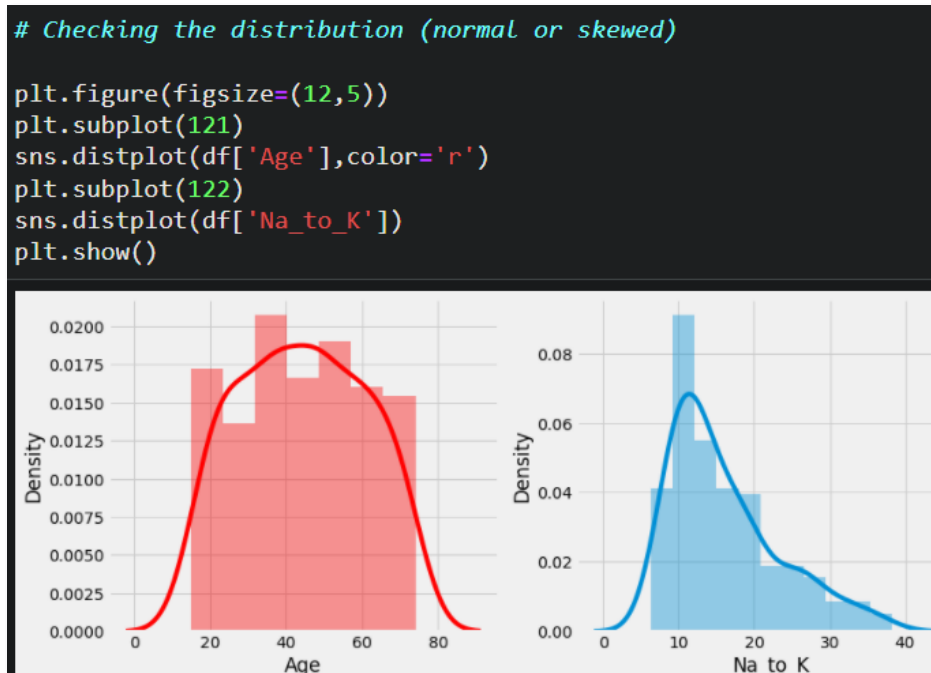 # Checking the distribution (normal or skewed)
plt.figure(figsize=(12,5))
plt.subplot(121)
sns.distplot(df['Age'],color='r')
plt.subplot(122)
sns.distplot(df['Na_to_K'])
plt.show()
0.0200
0.0175
0.0150
0.0125
0.0100
0.0075
0.0050
0.0025
0.0000
Density
0 20 40 60 80
Age
0.08
0.06
0.04
0.02
0.00
Density
0 10 20 30 40
Na_to_K